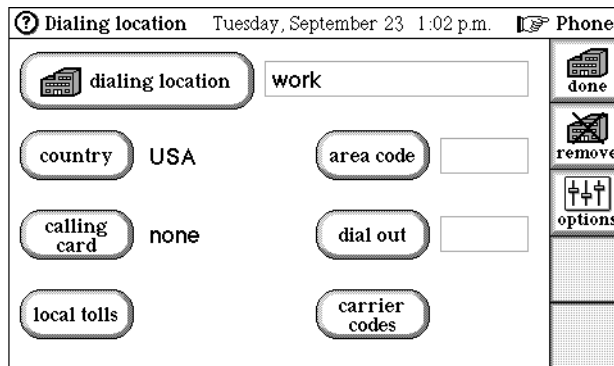 ? Dialing location Tuesday, September 23 1:02 p.m. Phone
dialing location work
done
country USA area code
remove
calling
card none dial out
options
local tolls carrier
codes